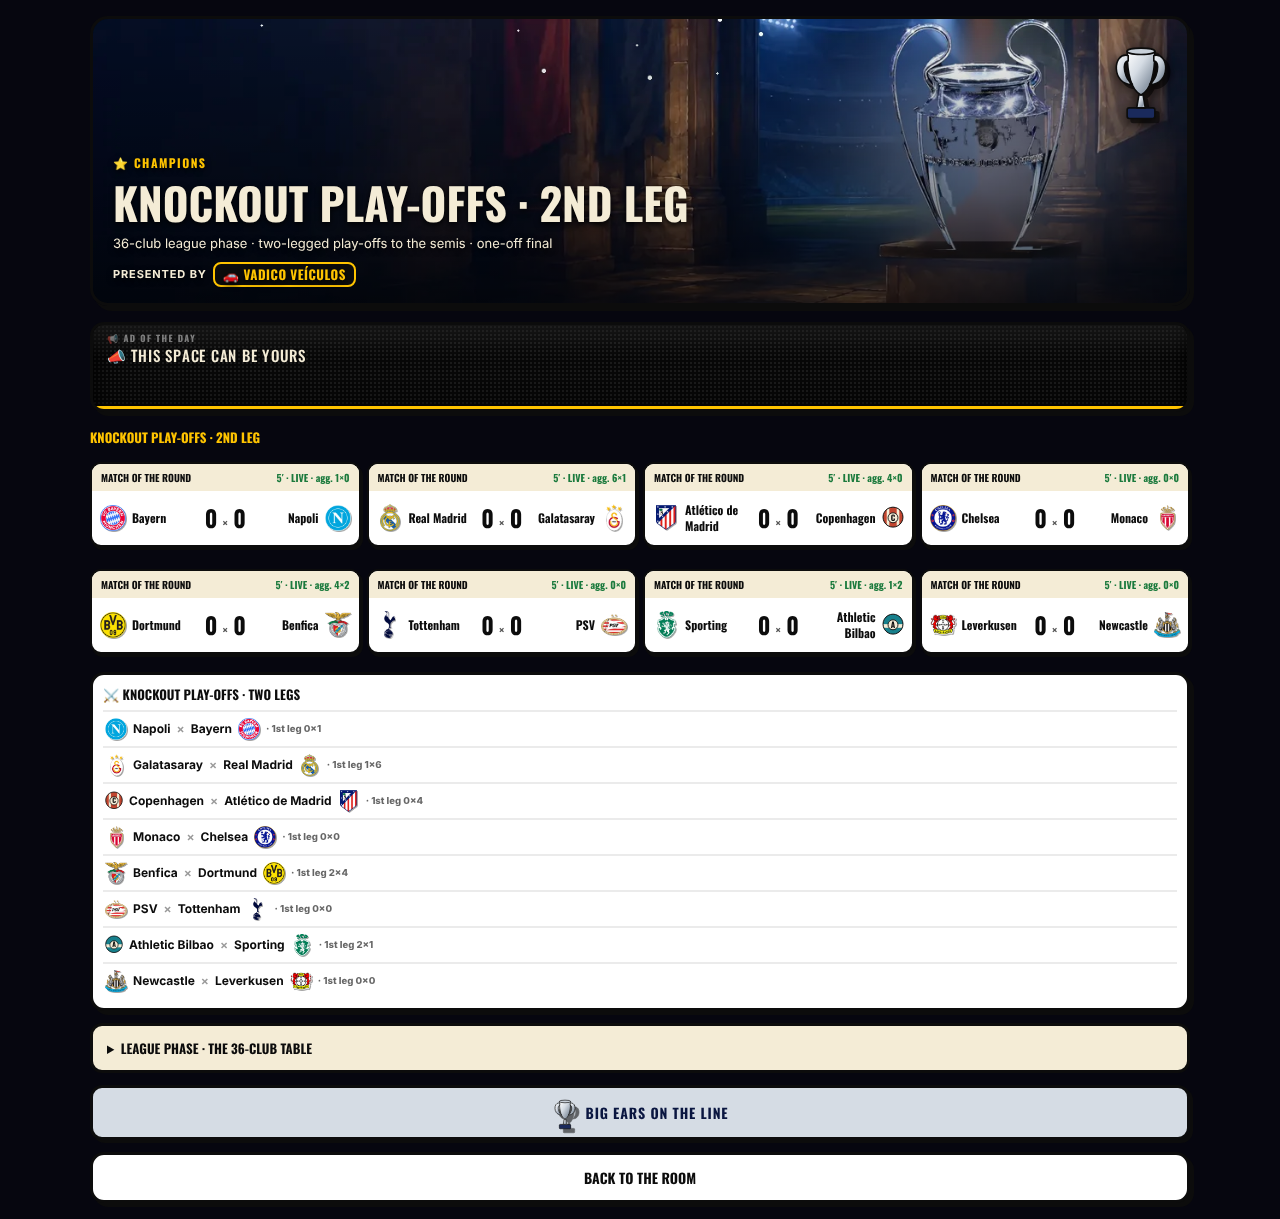 ⭐ CHAMPIONS
KNOCKOUT PLAY-OFFS · 2ND LEG
36-club league phase · two-legged play-offs to the semis · one-off final
PRESENTED BY 🚗 VADICO VEÍCULOS
📢 AD OF THE DAY
📣 THIS SPACE CAN BE YOURS
KNOCKOUT PLAY-OFFS · 2ND LEG
MATCH OF THE ROUND 5' · LIVE · agg. 1×0
Bayern 0 × 0 Napoli
MATCH OF THE ROUND 5' · LIVE · agg. 6×1
Real Madrid 0 × 0 Galatasaray
MATCH OF THE ROUND 5' · LIVE · agg. 4×0
Atlético de
Madrid 0 × 0 Copenhagen
MATCH OF THE ROUND 5' · LIVE · agg. 0×0
Chelsea 0 × 0 Monaco
MATCH OF THE ROUND 5' · LIVE · agg. 4×2
Dortmund 0 × 0 Benfica
MATCH OF THE ROUND 5' · LIVE · agg. 0×0
Tottenham 0 × 0 PSV
MATCH OF THE ROUND 5' · LIVE · agg. 1×2
Sporting 0 × 0 Athletic
Bilbao
MATCH OF THE ROUND 5' · LIVE · agg. 0×0
Leverkusen 0 × 0 Newcastle
⚔️ KNOCKOUT PLAY-OFFS · TWO LEGS
Napoli × Bayern · 1st leg 0×1
Galatasaray × Real Madrid · 1st leg 1×6
Copenhagen × Atlético de Madrid · 1st leg 0×4
Monaco × Chelsea · 1st leg 0×0
Benfica × Dortmund · 1st leg 2×4
PSV × Tottenham · 1st leg 0×0
Athletic Bilbao × Sporting · 1st leg 2×1
Newcastle × Leverkusen · 1st leg 0×0
▶ LEAGUE PHASE · THE 36-CLUB TABLE
BIG EARS ON THE LINE
BACK TO THE ROOM